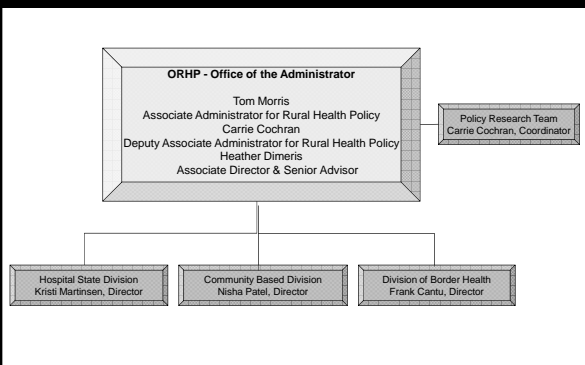 ORHP - Office of the Administrator
Tom Morris
Associate Administrator for Rural Health Policy
Carrie Cochran
Deputy Associate Administrator for Rural Health Policy
Heather Dimeris
Associate Director & Senior Advisor
Policy Research Team
Carrie Cochran, Coordinator
Hospital State Division
Kristi Martinsen, Director
Community Based Division
Nisha Patel, Director
Division of Border Health
Frank Cantu, Director